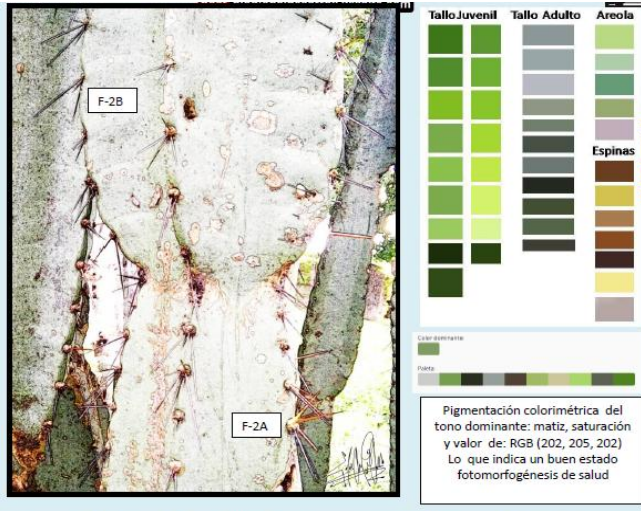 Tallo Juvenil Tallo Adulto Areola
F-2B
Espinas
Color dominante
Paleta
F-2A
Pigmentación colorimétrica del
tono dominante: matiz, saturación
y valor de: RGB (202, 205, 202)
Lo que indica un buen estado
fotomorfogénesis de salud